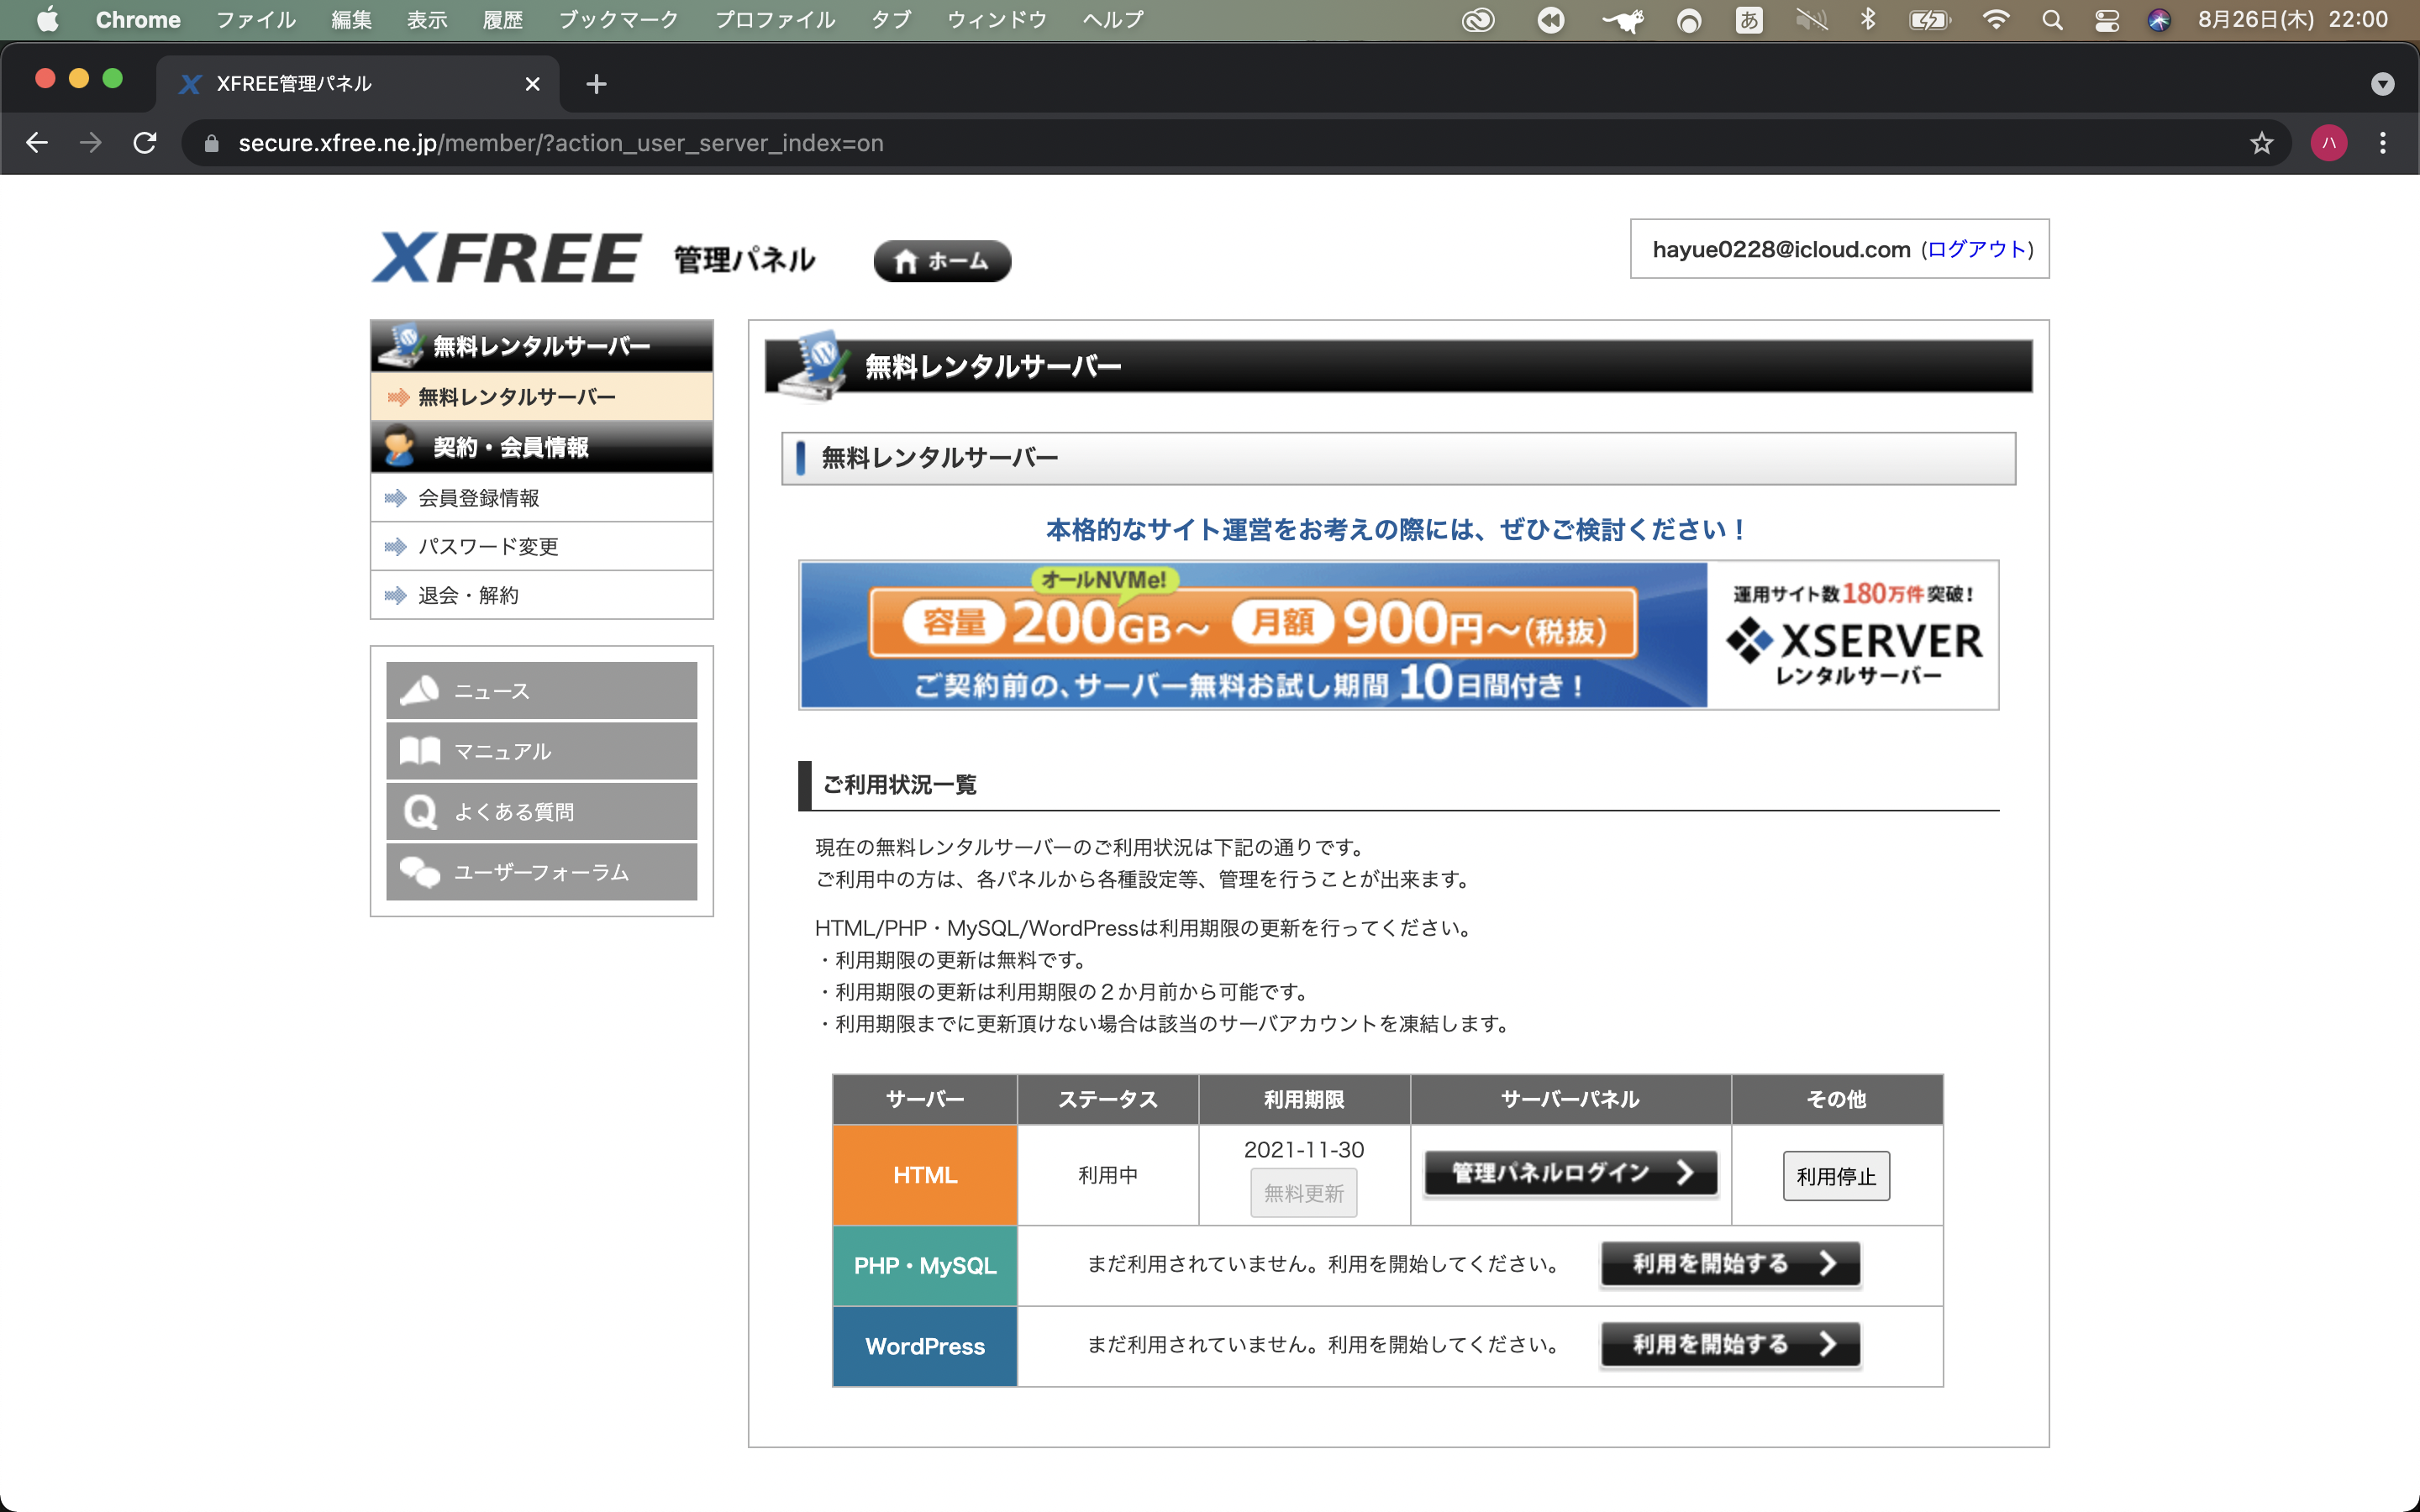 Chrome ファイル 編集 表示 履歴 ブックマーク プロファイル タブ ウィンドウ ヘルプ あ 8月26日(木) 22:00
XFREE管理パネル
secure.xfree.ne.jp/member/?action_user_server_index=on ハ
XFREE 管理パネル ホーム
hayue0228@icloud.com (ログアウト)
無料レンタルサーバー
無料レンタルサーバー
契約・会員情報
会員登録情報
パスワード変更
退会・解約
ニュース
マニュアル
Q よくある質問
ユーザーフォーラム
無料レンタルサーバー
無料レンタルサーバー
本格的なサイト運営をお考えの際には、ぜひご検討ください！
オールNVMe!
容量 200GB〜 月額 900円〜(税抜)
ご契約前の、サーバー無料お試し期間 10日間付き！
運用サイト数180万件突破！
XSERVER
レンタルサーバー
ご利用状況一覧
現在の無料レンタルサーバーのご利用状況は下記の通りです。
ご利用中の方は、各パネルから各種設定等、管理を行うことが出来ます。
HTML/PHP・MySQL/WordPressは利用期限の更新を行ってください。
・利用期限の更新は無料です。
・利用期限の更新は利用期限の２か月前から可能です。
・利用期限までに更新頂けない場合は該当のサーバアカウントを凍結します。
サーバー ステータス 利用期限 サーバーパネル その他
HTML 利用中 2021-11-30 無料更新 管理パネルログイン 利用停止
PHP・MySQL まだ利用されていません。利用を開始してください。 利用を開始する
WordPress まだ利用されていません。利用を開始してください。 利用を開始する